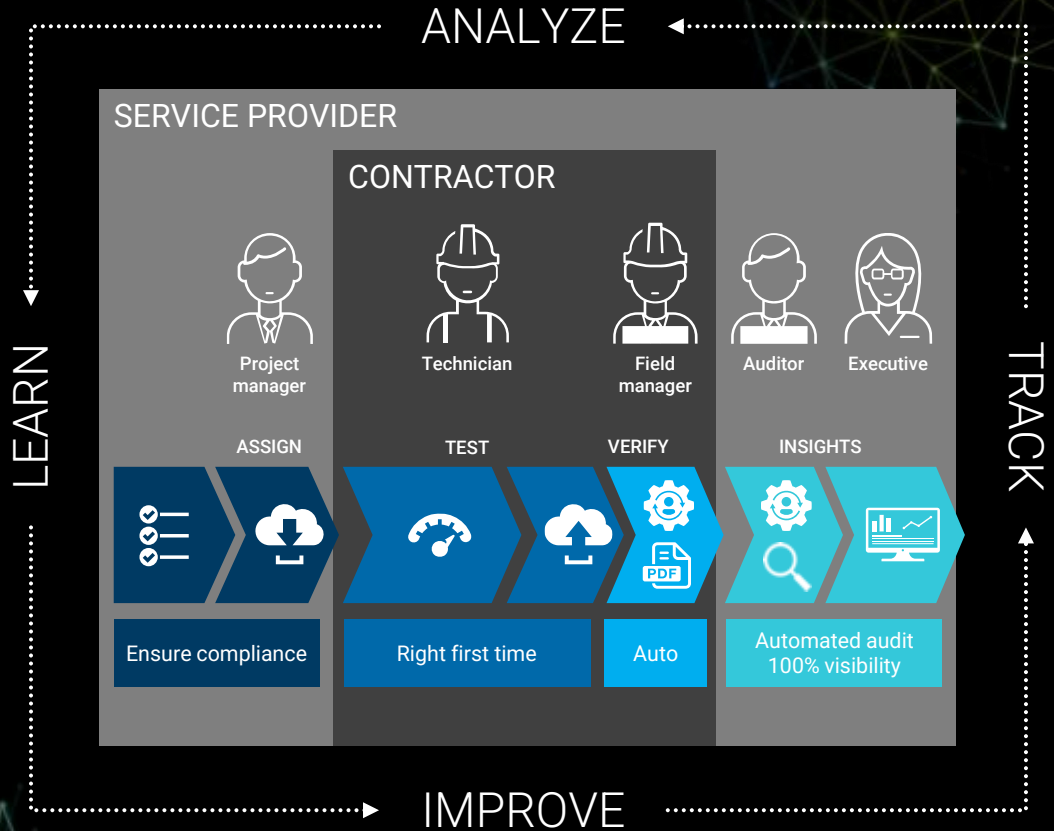 ANALYZE
SERVICE PROVIDER
CONTRACTOR
Project
manager
Technician
Field
manager
Auditor
Executive
LEARN
TRACK
ASSIGN
TEST
VERIFY
INSIGHTS
PDF
Ensure compliance
Right first time
Auto
Automated audit
100% visibility
IMPROVE